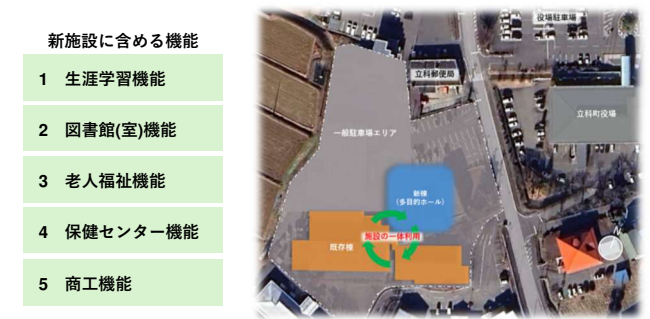 新施設に含める機能
1 生涯学習機能
2 図書館(室)機能
3 老人福祉機能
4 保健センター機能
5 商工機能
役場駐車場
立科郵便局
立科町役場
一般駐車場エリア
新棟
(多目的ホール)
施設の一体利用
既存棟
N